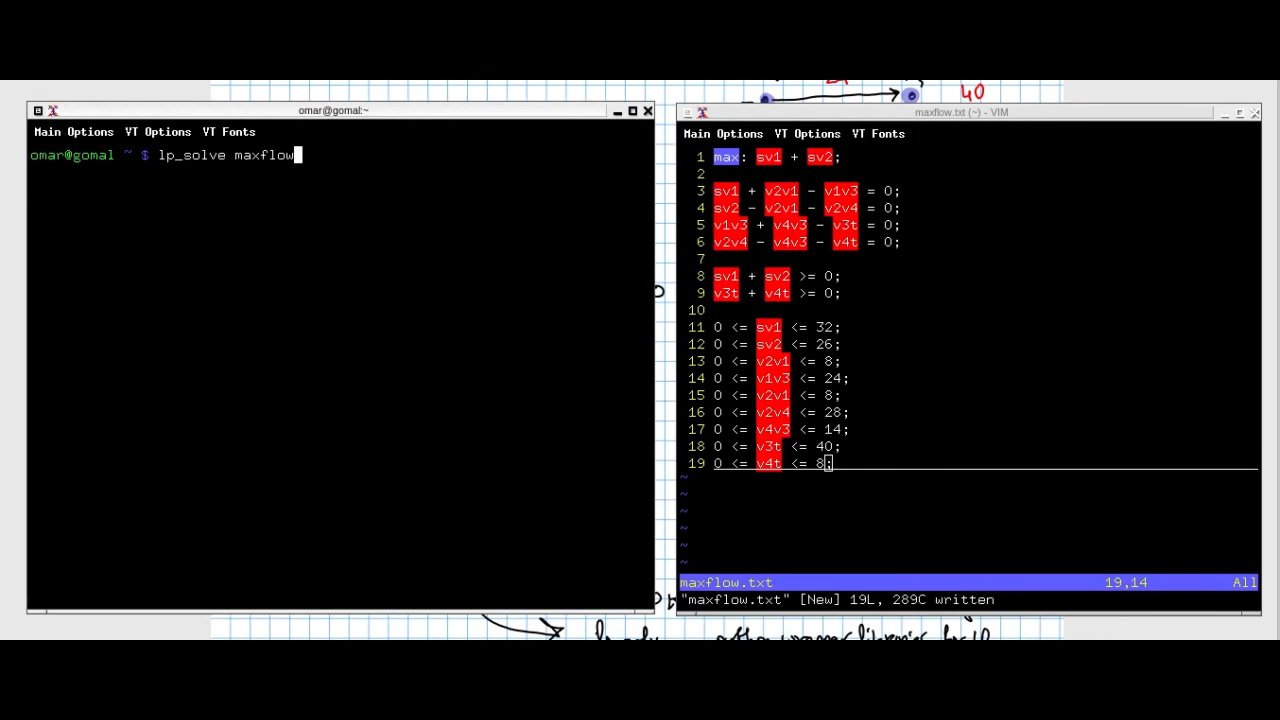 40
omar@gomal:~
Main Options VT Options VT Fonts
omar@gomal ~ $ lp_solve maxflow
maxflow.txt (~) - VIM
Main Options VT Options VT Fonts
1 max: sv1 + sv2;
2
3 sv1 + v2v1 - v1v3 = 0;
4 sv2 - v2v1 - v2v4 = 0;
5 v1v3 + v4v3 - v3t = 0;
6 v2v4 - v4v3 - v4t = 0;
7
8 sv1 + sv2 >= 0;
9 v3t + v4t >= 0;
10
11 0 <= sv1 <= 32;
12 0 <= sv2 <= 26;
13 0 <= v2v1 <= 8;
14 0 <= v1v3 <= 24;
15 0 <= v2v1 <= 8;
16 0 <= v2v4 <= 28;
17 0 <= v4v3 <= 14;
18 0 <= v3t <= 40;
19 0 <= v4t <= 8;
~
~
~
~
~
~
maxflow.txt 19,14 All
"maxflow.txt" [New] 19L, 289C written